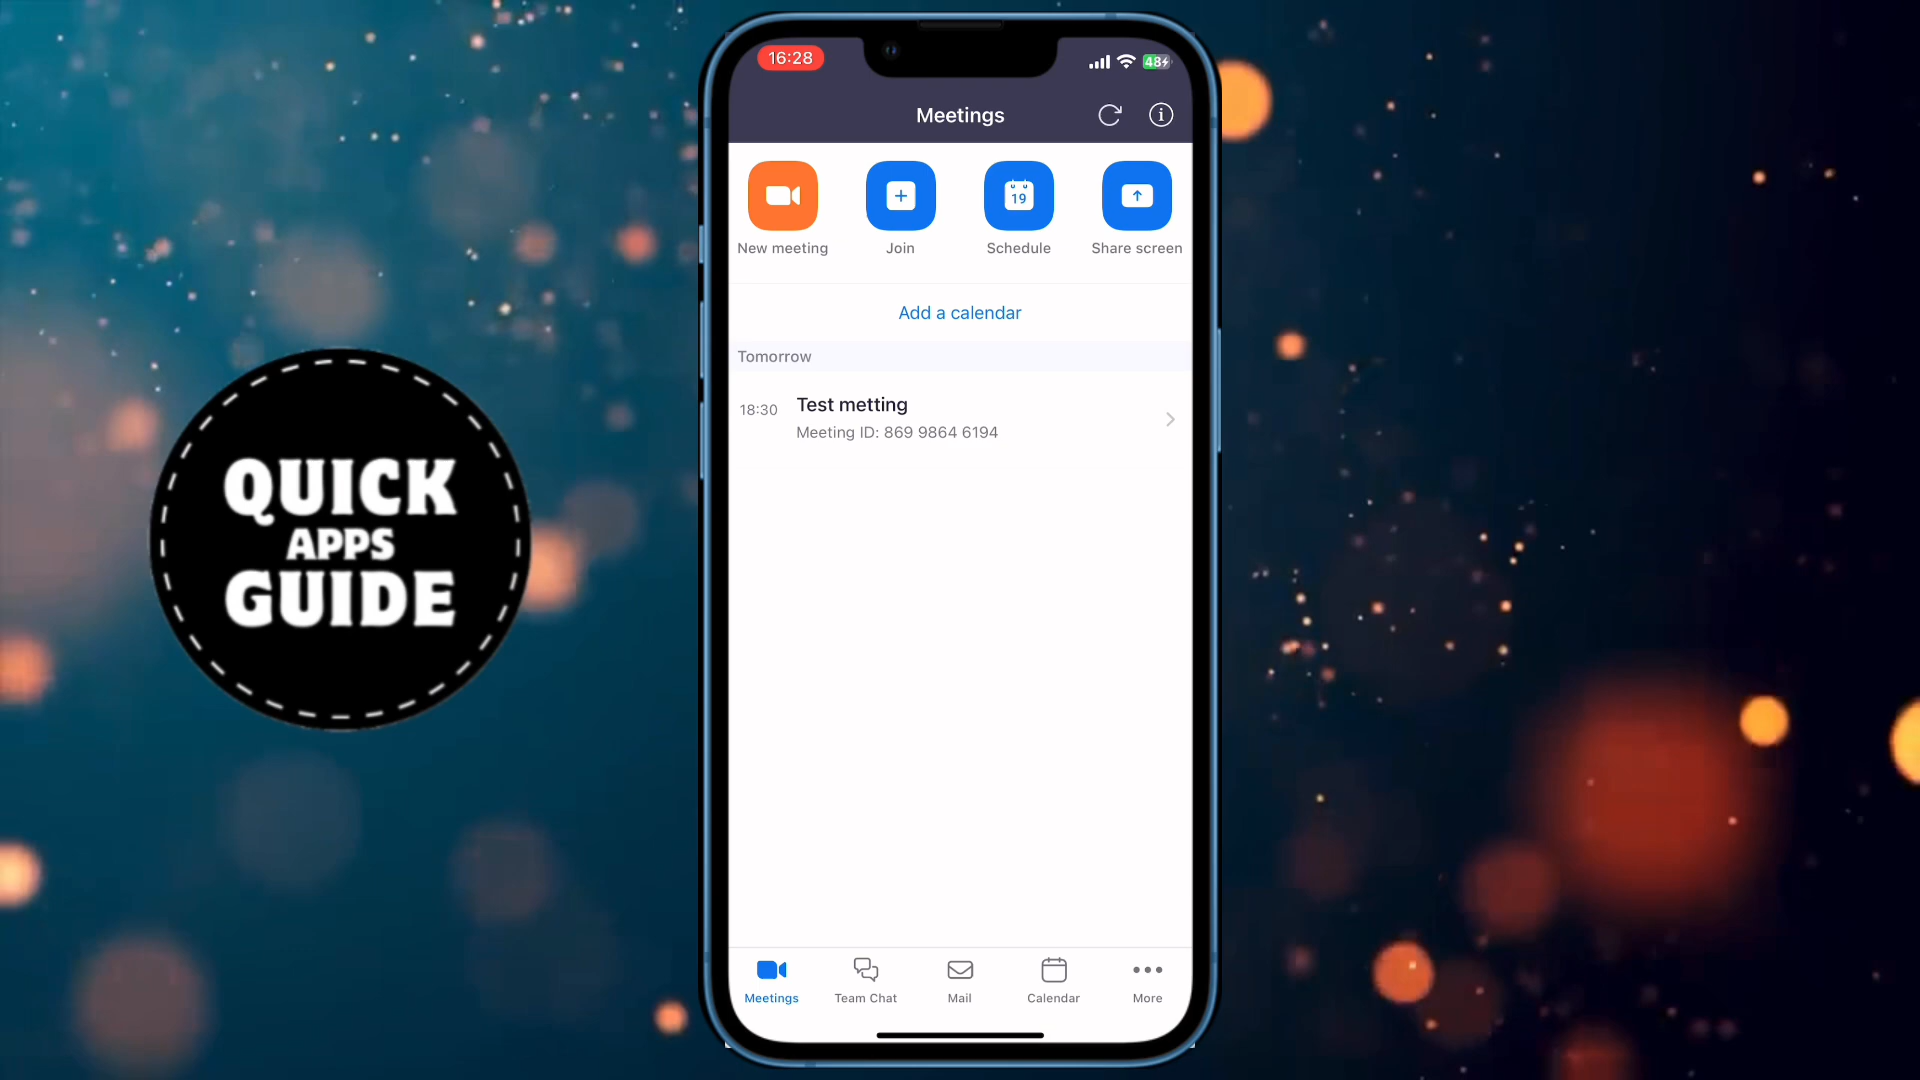 QUICK
APPS
GUIDE
16:28
48
Meetings
New meeting
Join
19
Schedule
Share screen
Add a calendar
Tomorrow
18:30
Test metting
Meeting ID: 869 9864 6194
Meetings
Team Chat
Mail
Calendar
More